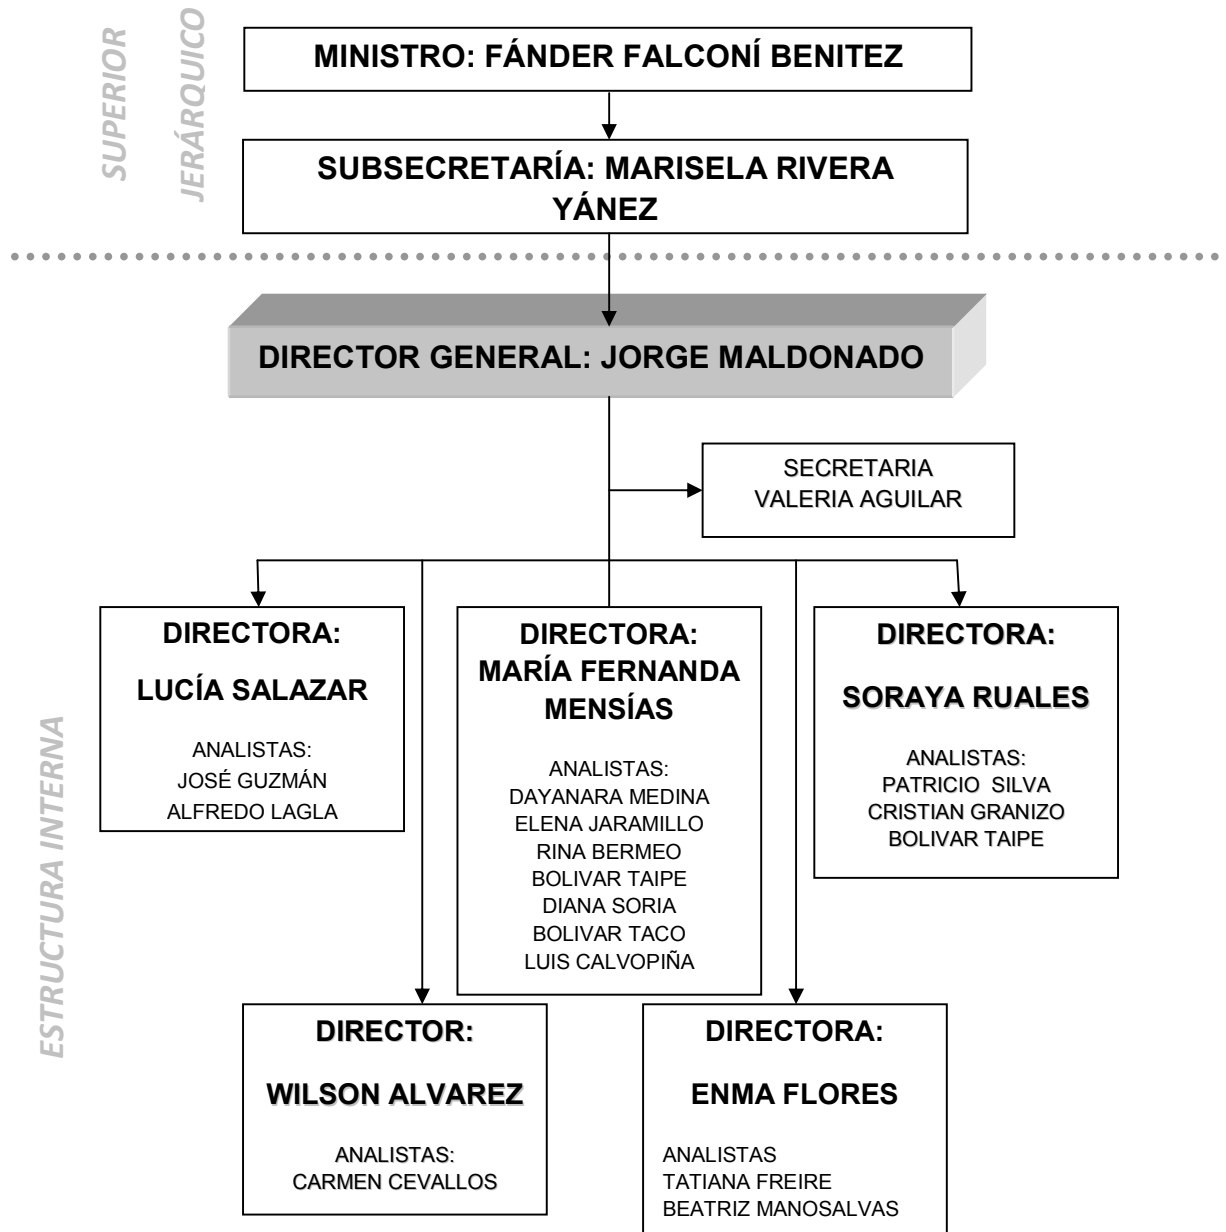 SUPERIOR
JERÁRQUICO
MINISTRO: FÁNDER FALCONÍ BENITEZ
SUBSECRETARÍA: MARISELA RIVERA
YÁNEZ
DIRECTOR GENERAL: JORGE MALDONADO
SECRETARIA
VALERIA AGUILAR
ESTRUCTURA INTERNA
DIRECTORA:
LUCÍA SALAZAR
ANALISTAS:
JOSÉ GUZMÁN
ALFREDO LAGLA
DIRECTORA:
MARÍA FERNANDA
MENSÍAS
ANALISTAS:
DAYANARA MEDINA
ELENA JARAMILLO
RINA BERMEO
BOLIVAR TAIPE
DIANA SORIA
BOLIVAR TACO
LUIS CALVOPIÑA
DIRECTORA:
SORAYA RUALES
ANALISTAS:
PATRICIO SILVA
CRISTIAN GRANIZO
BOLIVAR TAIPE
DIRECTOR:
WILSON ALVAREZ
ANALISTAS:
CARMEN CEVALLOS
DIRECTORA:
ENMA FLORES
ANALISTAS
TATIANA FREIRE
BEATRIZ MANOSALVAS